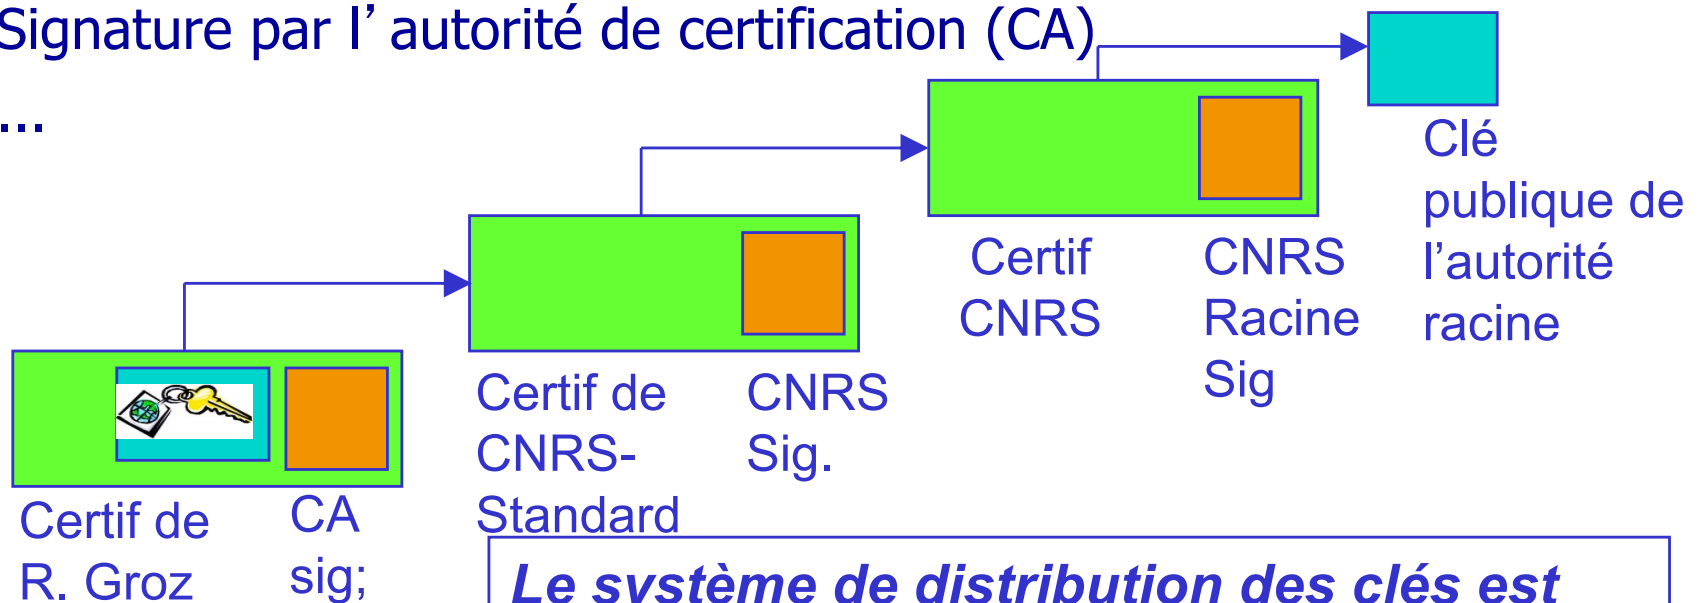 Signature par l’ autorité de certification (CA)
...
Clé
publique de
l’autorité
racine
Certif
CNRS
CNRS
Racine
Sig
Certif de
CNRS-
Standard
CNRS
Sig.
Certif de
R. Groz
CA
sig;
Le système de distribution des clés est